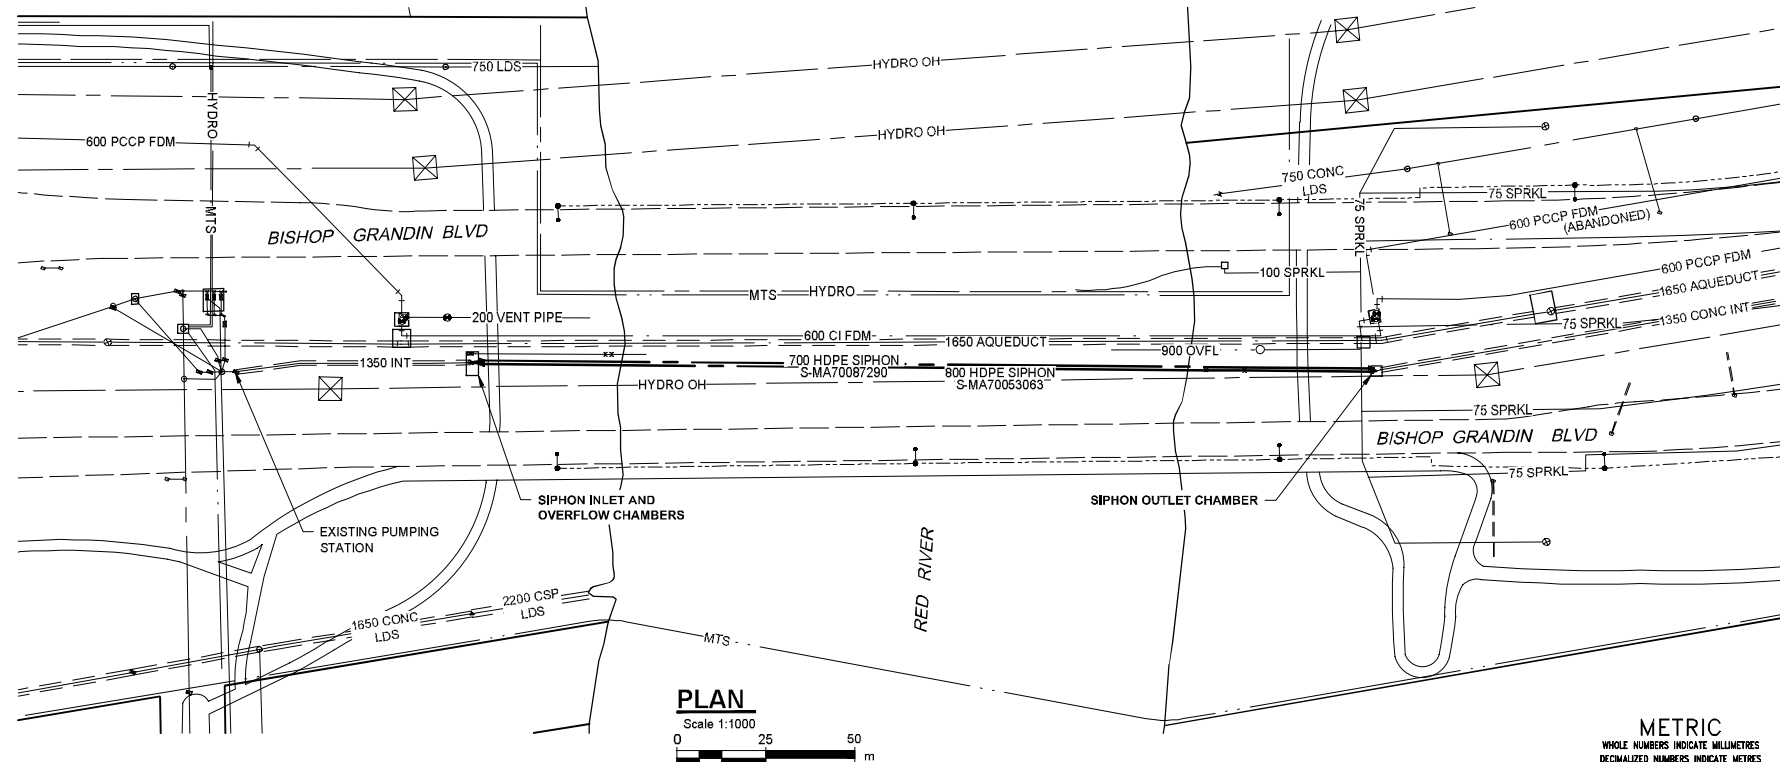 HYDRO OH
750 LDS
HYDRO
HYDRO OH
600 PCCP FDM
750 CONC
LDS
75 SPRKL
MTS
75 SPRKL
600 PCCP FDM
(ABANDONED)
BISHOP GRANDIN BLVD
100 SPRKL
600 PCCP FDM
1650 AQUEDUCT
MTS
HYDRO
200 VENT PIPE
75 SPRKL
1350 CONC INT
600 CI FDM
1650 AQUEDUCT
900 OVFL
1350 INT
700 HDPE SIPHON
S-MA70087290
800 HDPE SIPHON
S-MA70053063
HYDRO OH
75 SPRKL
BISHOP GRANDIN BLVD
75 SPRKL
SIPHON INLET AND
OVERFLOW CHAMBERS
SIPHON OUTLET CHAMBER
EXISTING PUMPING
STATION
RED RIVER
2200 CSP
LDS
1650 CONC
LDS
MTS
PLAN
Scale 1:1000
0 25 50
m
METRIC
WHOLE NUMBERS INDICATE MILLIMETRES
DECIMALIZED NUMBERS INDICATE METRES